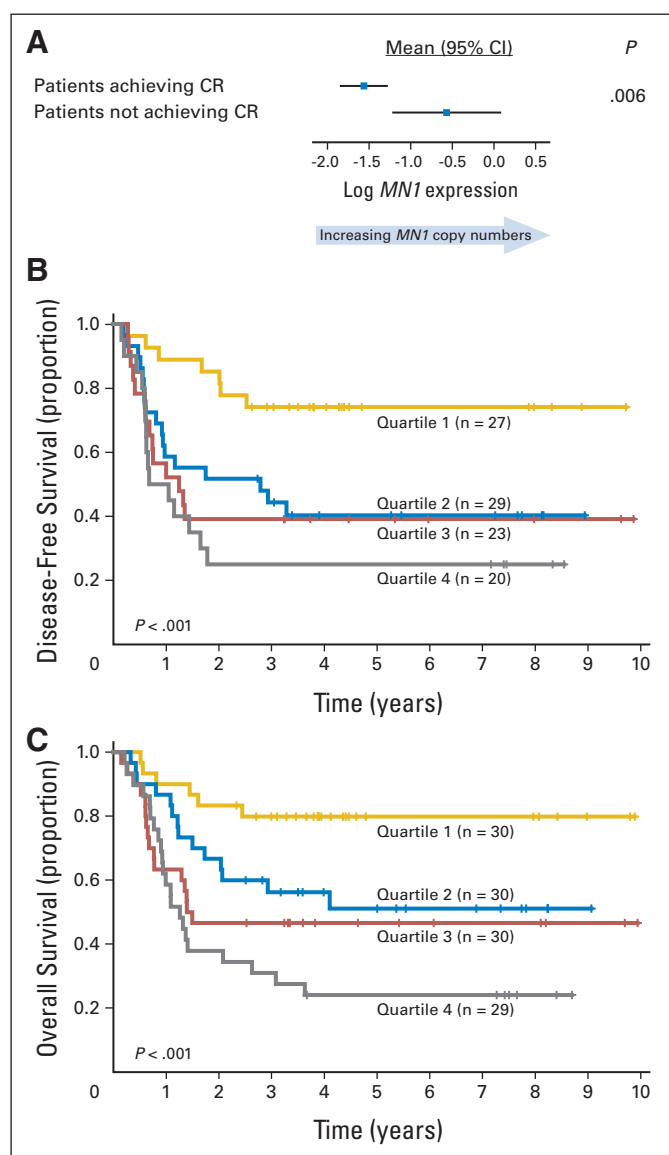 A
Mean (95% CI)
P
Patients achieving CR
Patients not achieving CR
.006
-2.0 -1.5 -1.0 -0.5 0.0 0.5
Log MN1 expression
Increasing MN1 copy numbers
B
Disease-Free Survival (proportion)
1.0
0.8
0.6
0.4
0.2
Quartile 1 (n = 27)
Quartile 2 (n = 29)
Quartile 3 (n = 23)
Quartile 4 (n = 20)
P < .001
0 1 2 3 4 5 6 7 8 9 10
Time (years)
C
Overall Survival (proportion)
1.0
0.8
0.6
0.4
0.2
Quartile 1 (n = 30)
Quartile 2 (n = 30)
Quartile 3 (n = 30)
Quartile 4 (n = 29)
P < .001
0 1 2 3 4 5 6 7 8 9 10
Time (years)